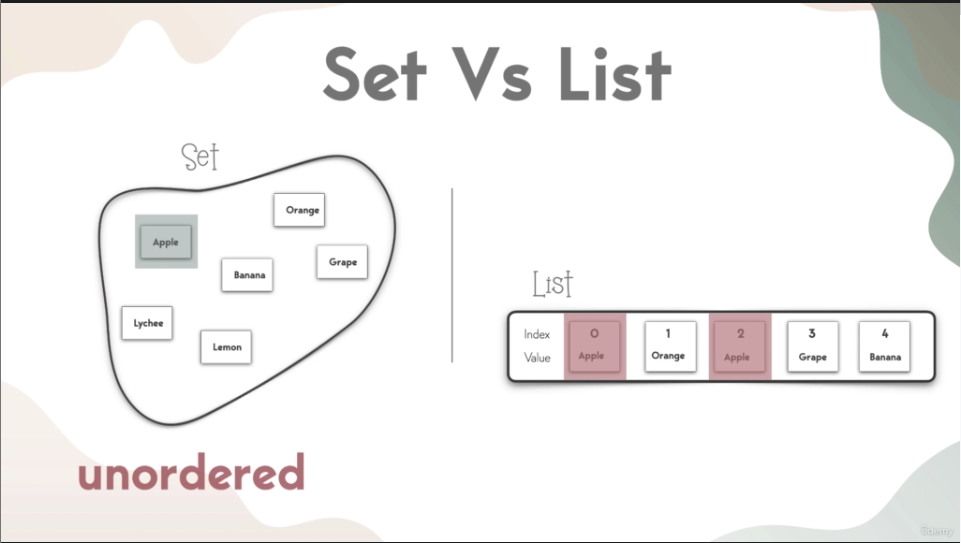 Set Vs List
Set
Apple
Orange
Banana
Grape
Lychee
Lemon
unordered
List
Index 0 1 2 3 4
Value Apple Orange Apple Grape Banana
Udemy